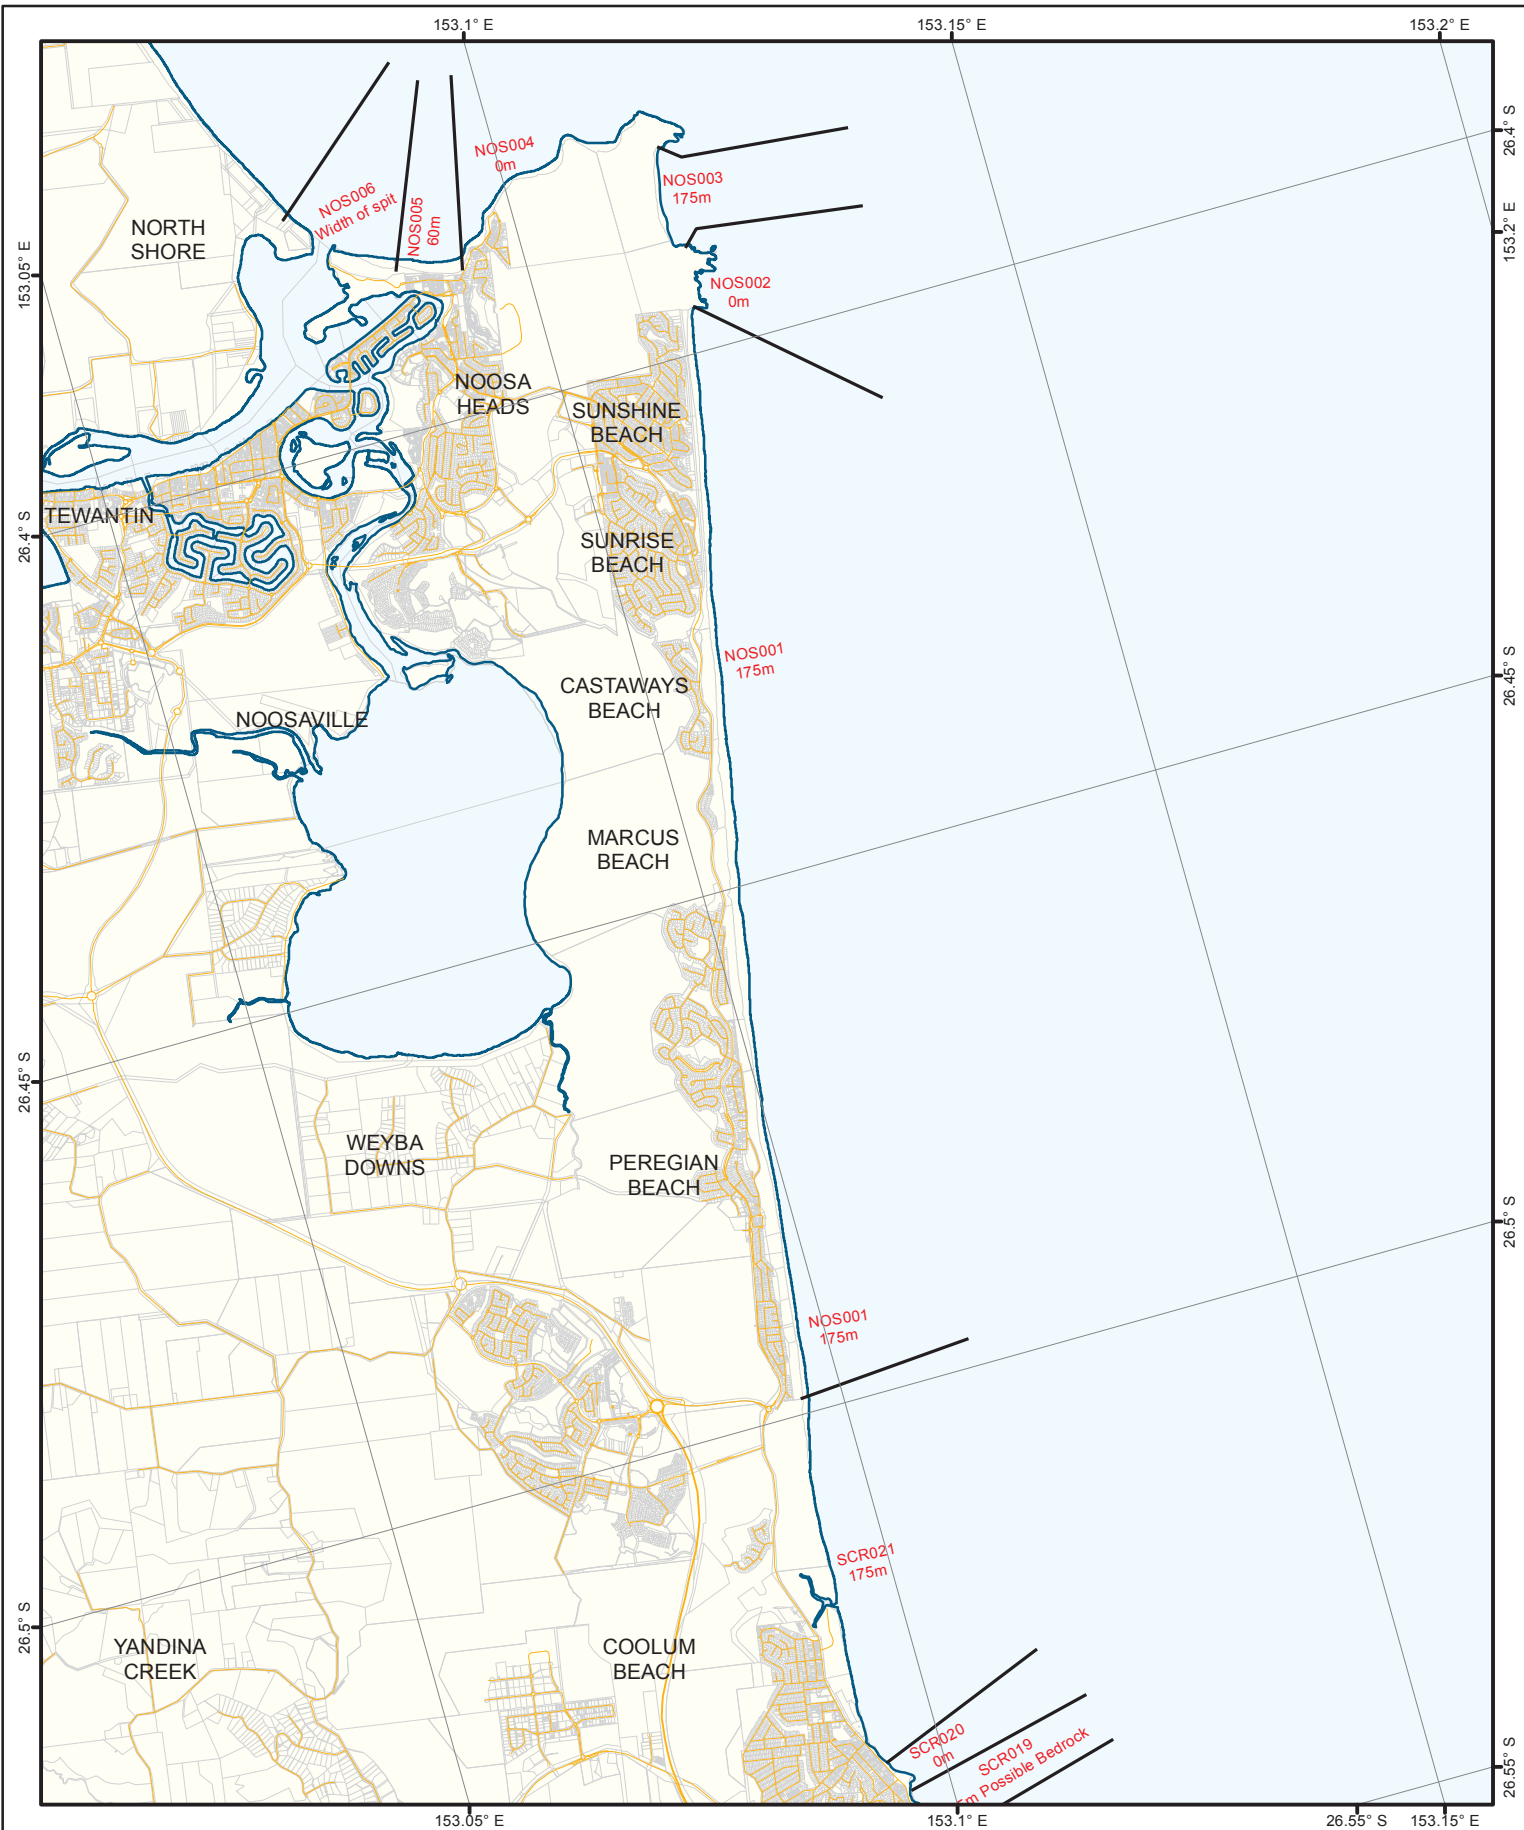 153.1° E
153.15° E
153.2° E
26.4° S
153.2° E
26.45° S
26.5° S
26.55° S
153.05° E
26.4° S
26.45° S
26.5° S
NOS004
0m
NOS003
175m
NOS006
Width of spit
NOS005
60m
NORTH
SHORE
NOS002
0m
NOOSA
HEADS
SUNSHINE
BEACH
TEWANTIN
SUNRISE
BEACH
NOS001
175m
CASTAWAYS
BEACH
NOOSAVILLE
MARCUS
BEACH
WEYBA
DOWNS
PEREGIAN
BEACH
NOS001
175m
SCR021
175m
YANDINA
CREEK
COOLUM
BEACH
SCR020
0m
SCR019
m Possible Bedrock
153.05° E
153.1° E
26.55° S
153.15° E